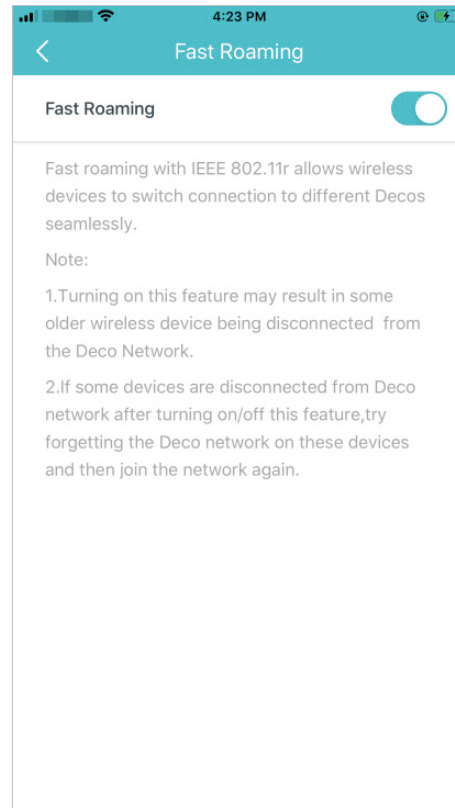 4:23 PM
Fast Roaming
Fast Roaming
Fast roaming with IEEE 802.11r allows wireless
devices to switch connection to different Decos
seamlessly.
Note:
1.Turning on this feature may result in some
older wireless device being disconnected  from
the Deco Network.
2.If some devices are disconnected from Deco
network after turning on/off this feature,try
forgetting the Deco network on these devices
and then join the network again.